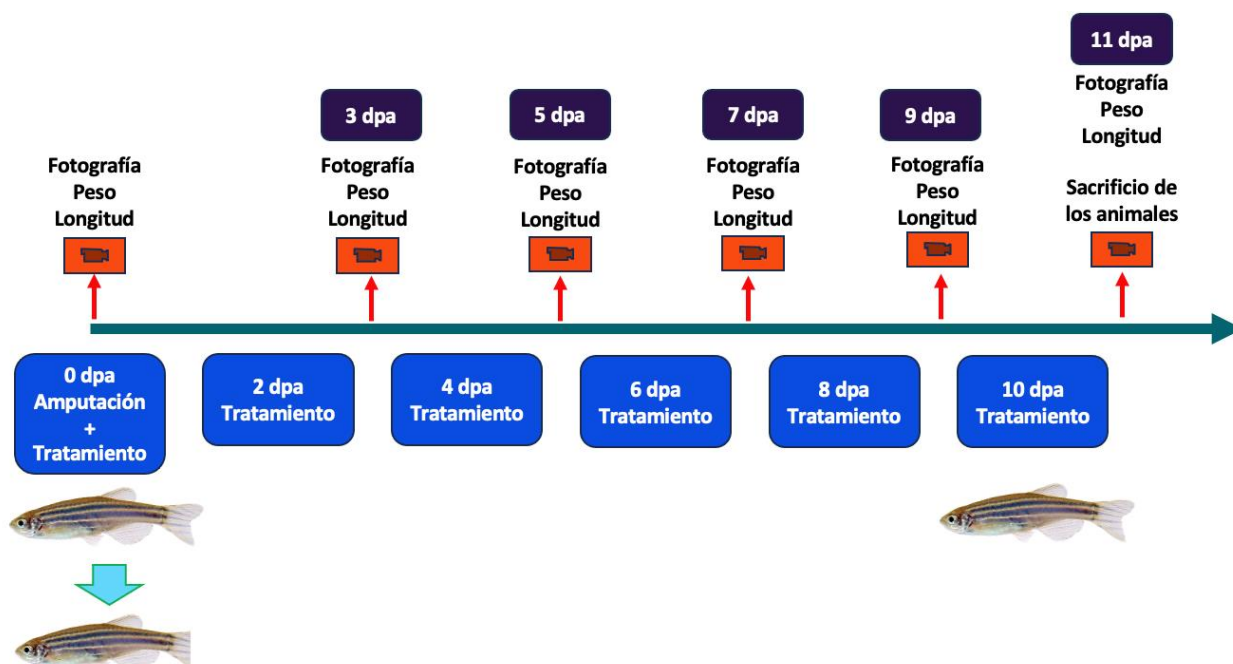 11 dpa
Fotografía
Peso
Longitud
Sacrificio de
los animales
3 dpa
Fotografía
Peso
Longitud
5 dpa
Fotografía
Peso
Longitud
7 dpa
Fotografía
Peso
Longitud
9 dpa
Fotografía
Peso
Longitud
Fotografía
Peso
Longitud
0 dpa
Amputación
+
Tratamiento
2 dpa
Tratamiento
4 dpa
Tratamiento
6 dpa
Tratamiento
8 dpa
Tratamiento
10 dpa
Tratamiento